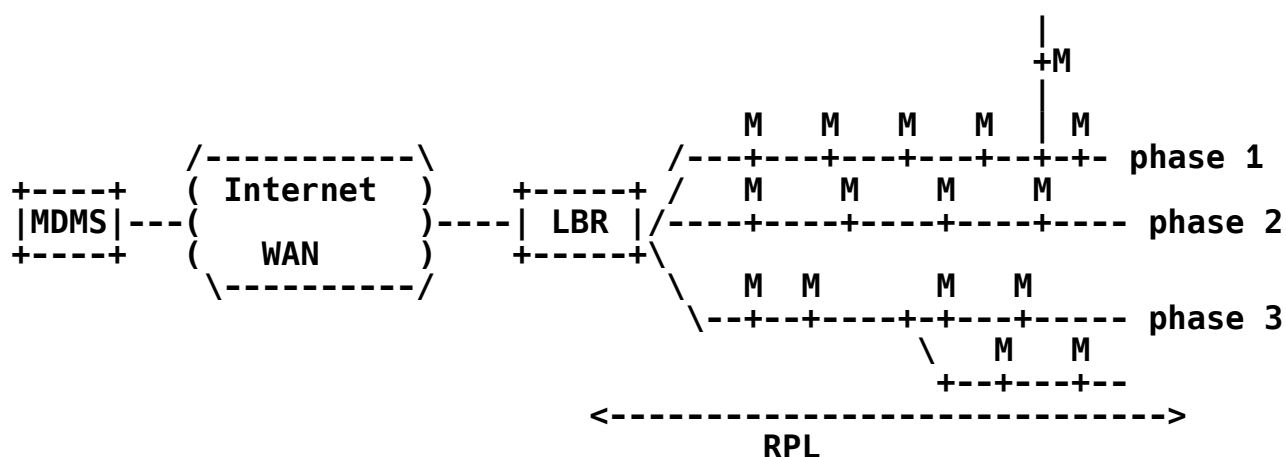 |
                                                           +M
                                                           |
                                            M   M   M   M  | M
               /-----------\            /---+---+---+---+--+-+- phase 1
+----+    ( Internet  )    +-----+ /   M    M    M    M
|MDMS|---(           )----| LBR |/----+----+----+----+---- phase 2
+----+    (   WAN     )    +-----+\
           \----------/            \   M  M      M   M
                                    \--+--+----+-+---+----- phase 3
                                                \   M   M
                                                 +--+---+--
                               <----------------------------->
                                        RPL